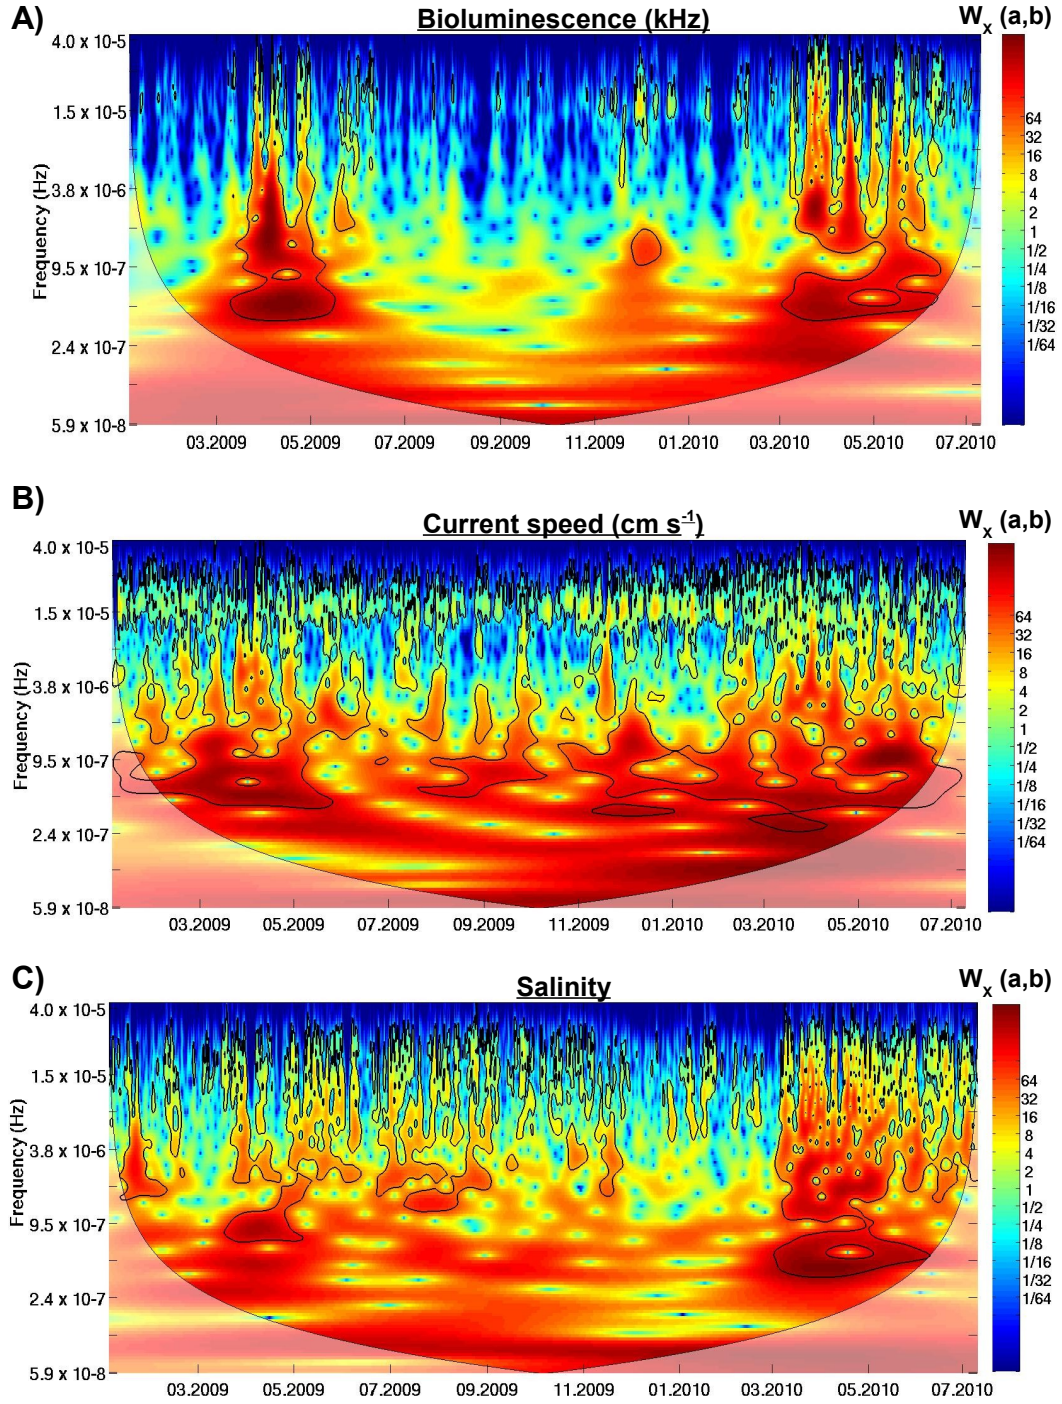 A)
Bioluminescence (kHz)
Wx (a,b)
4.0 x 10-5
1.5 x 10-5
3.8 x 10-6
9.5 x 10-7
2.4 x 10-7
5.9 x 10-8
Frequency (Hz)
64
32
16
8
4
2
1
1/2
1/4
1/8
1/16
1/32
1/64
03.2009 05.2009 07.2009 09.2009 11.2009 01.2010 03.2010 05.2010 07.2010
B)
Current speed (cm s-1)
Wx (a,b)
4.0 x 10-5
1.5 x 10-5
3.8 x 10-6
9.5 x 10-7
2.4 x 10-7
5.9 x 10-8
Frequency (Hz)
64
32
16
8
4
2
1
1/2
1/4
1/8
1/16
1/32
1/64
03.2009 05.2009 07.2009 09.2009 11.2009 01.2010 03.2010 05.2010 07.2010
C)
Salinity
Wx (a,b)
4.0 x 10-5
1.5 x 10-5
3.8 x 10-6
9.5 x 10-7
2.4 x 10-7
5.9 x 10-8
Frequency (Hz)
64
32
16
8
4
2
1
1/2
1/4
1/8
1/16
1/32
1/64
03.2009 05.2009 07.2009 09.2009 11.2009 01.2010 03.2010 05.2010 07.2010